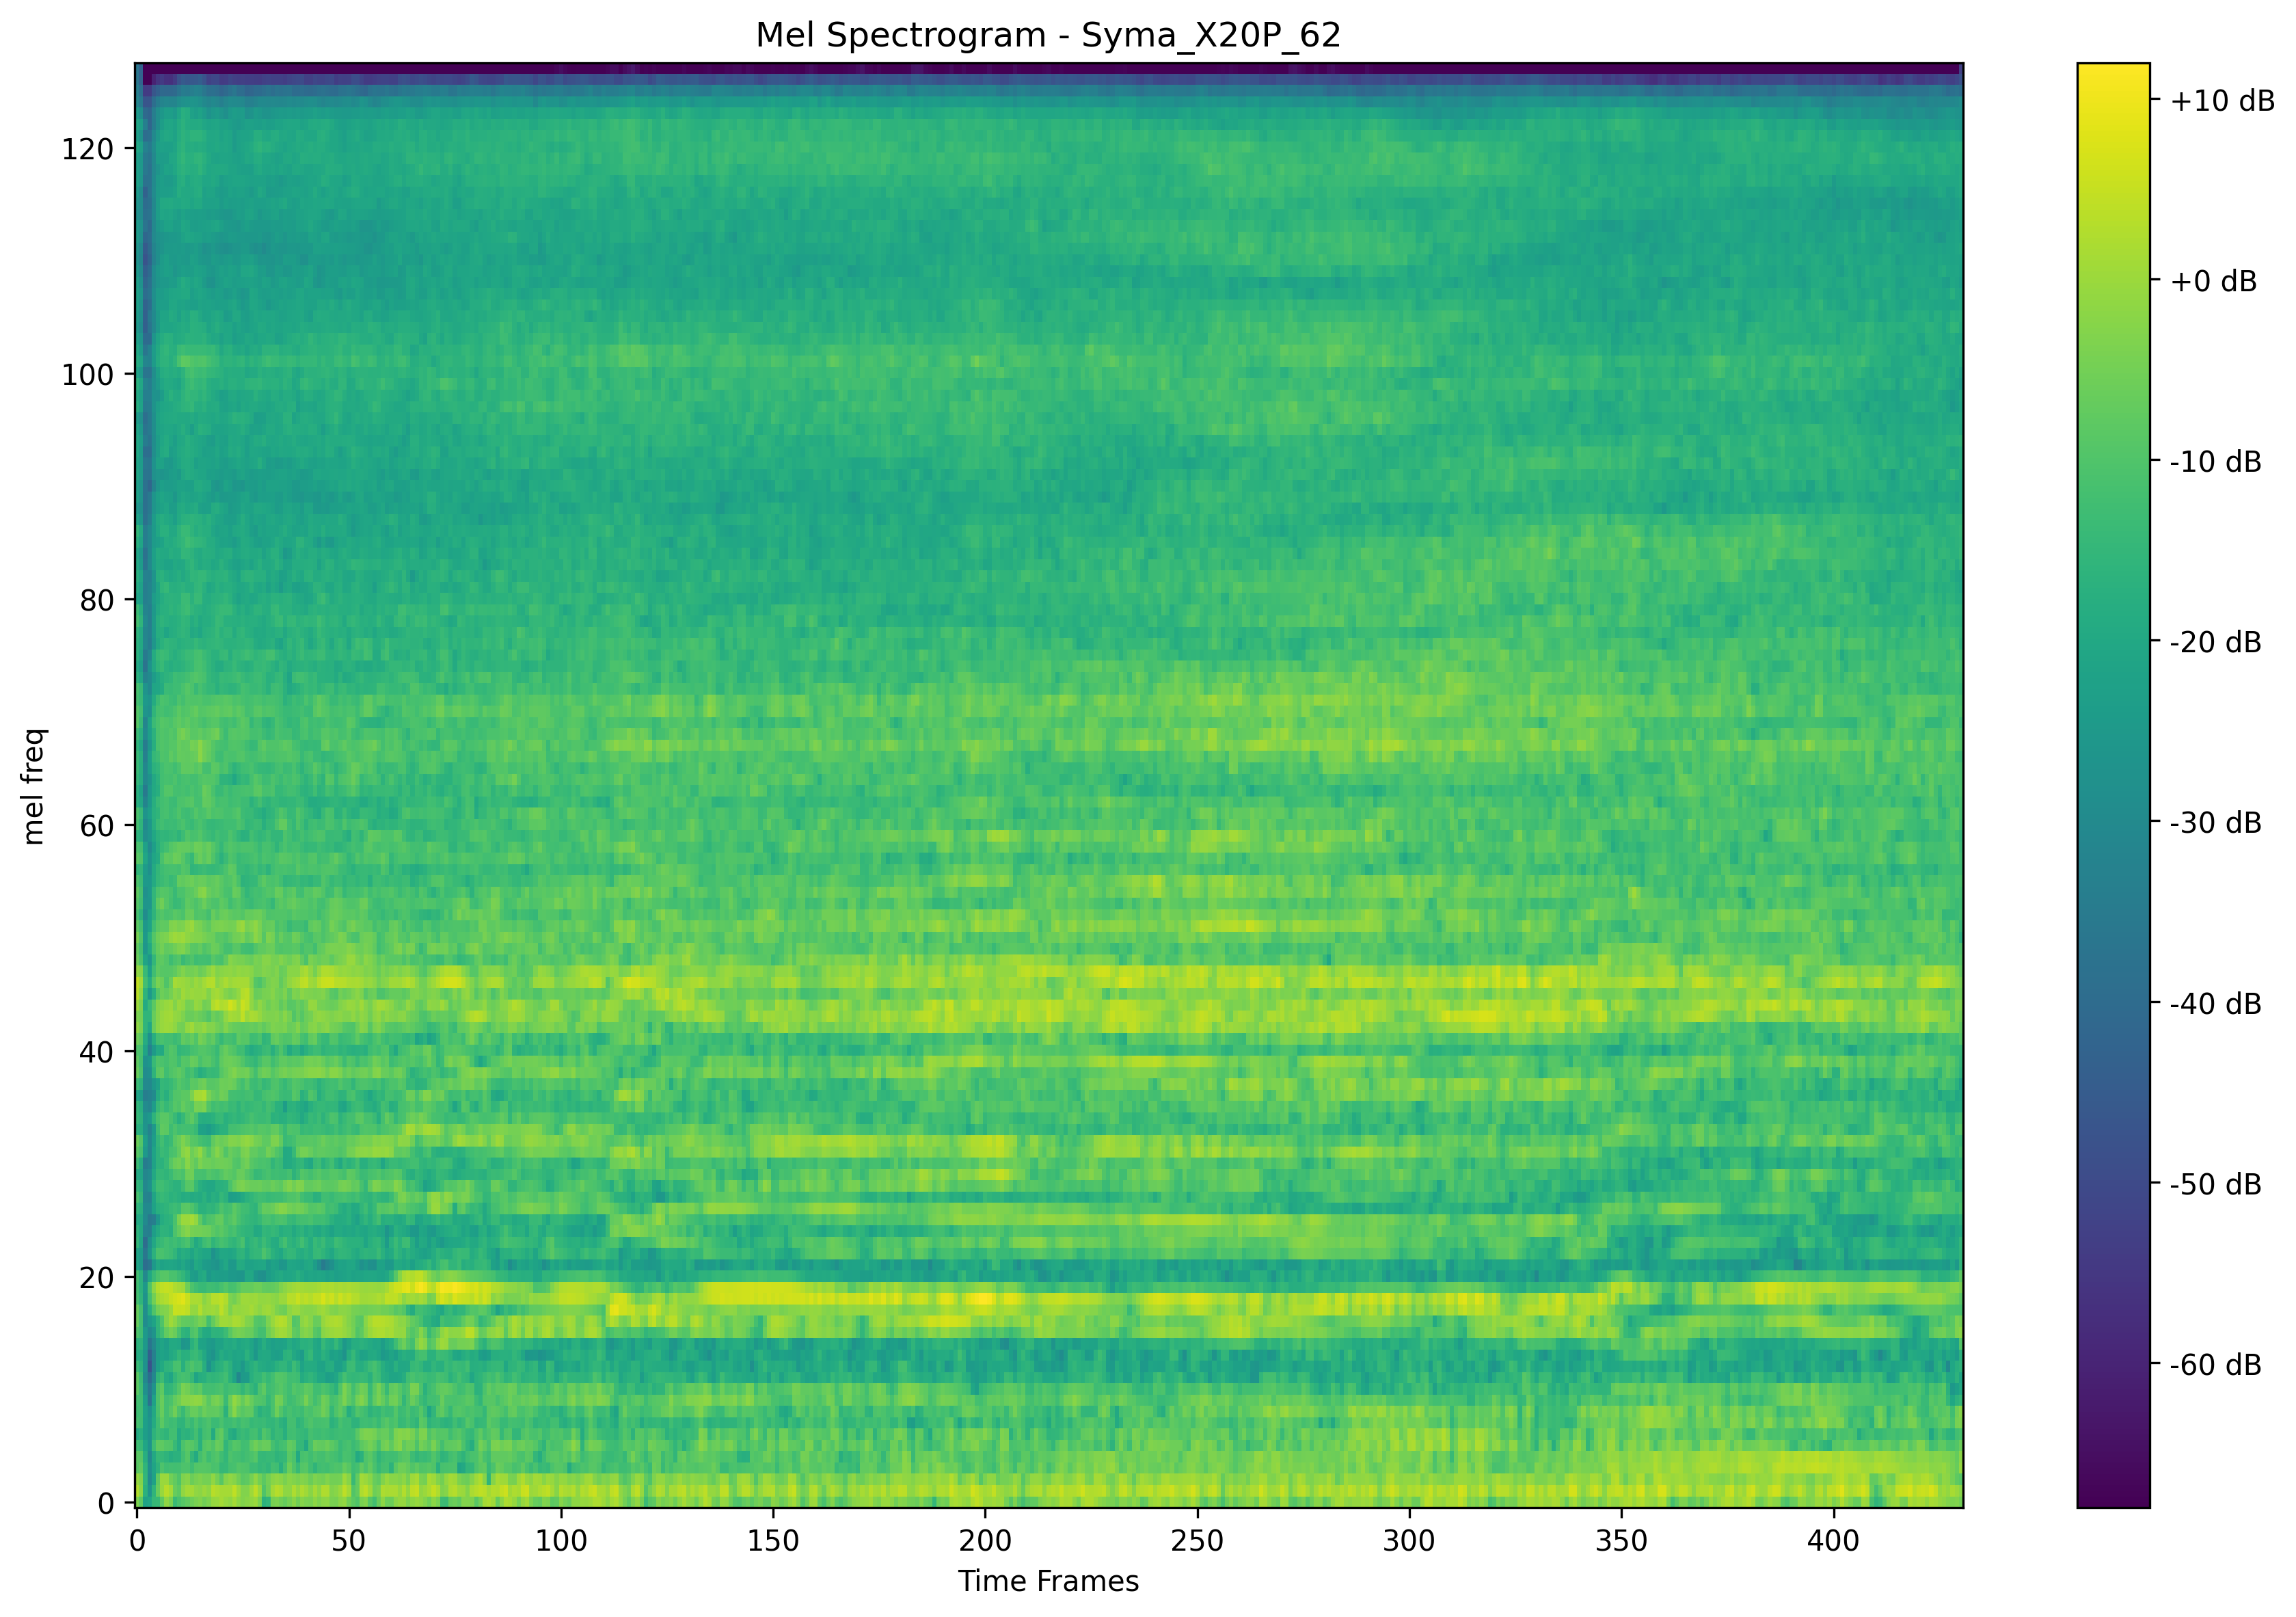 Mel Spectrogram - Syma_X20P_62
mel freq
120
100
80
60
40
20
0
0 50 100 150 200 250 300 350 400
Time Frames
+10 dB
+0 dB
-10 dB
-20 dB
-30 dB
-40 dB
-50 dB
-60 dB